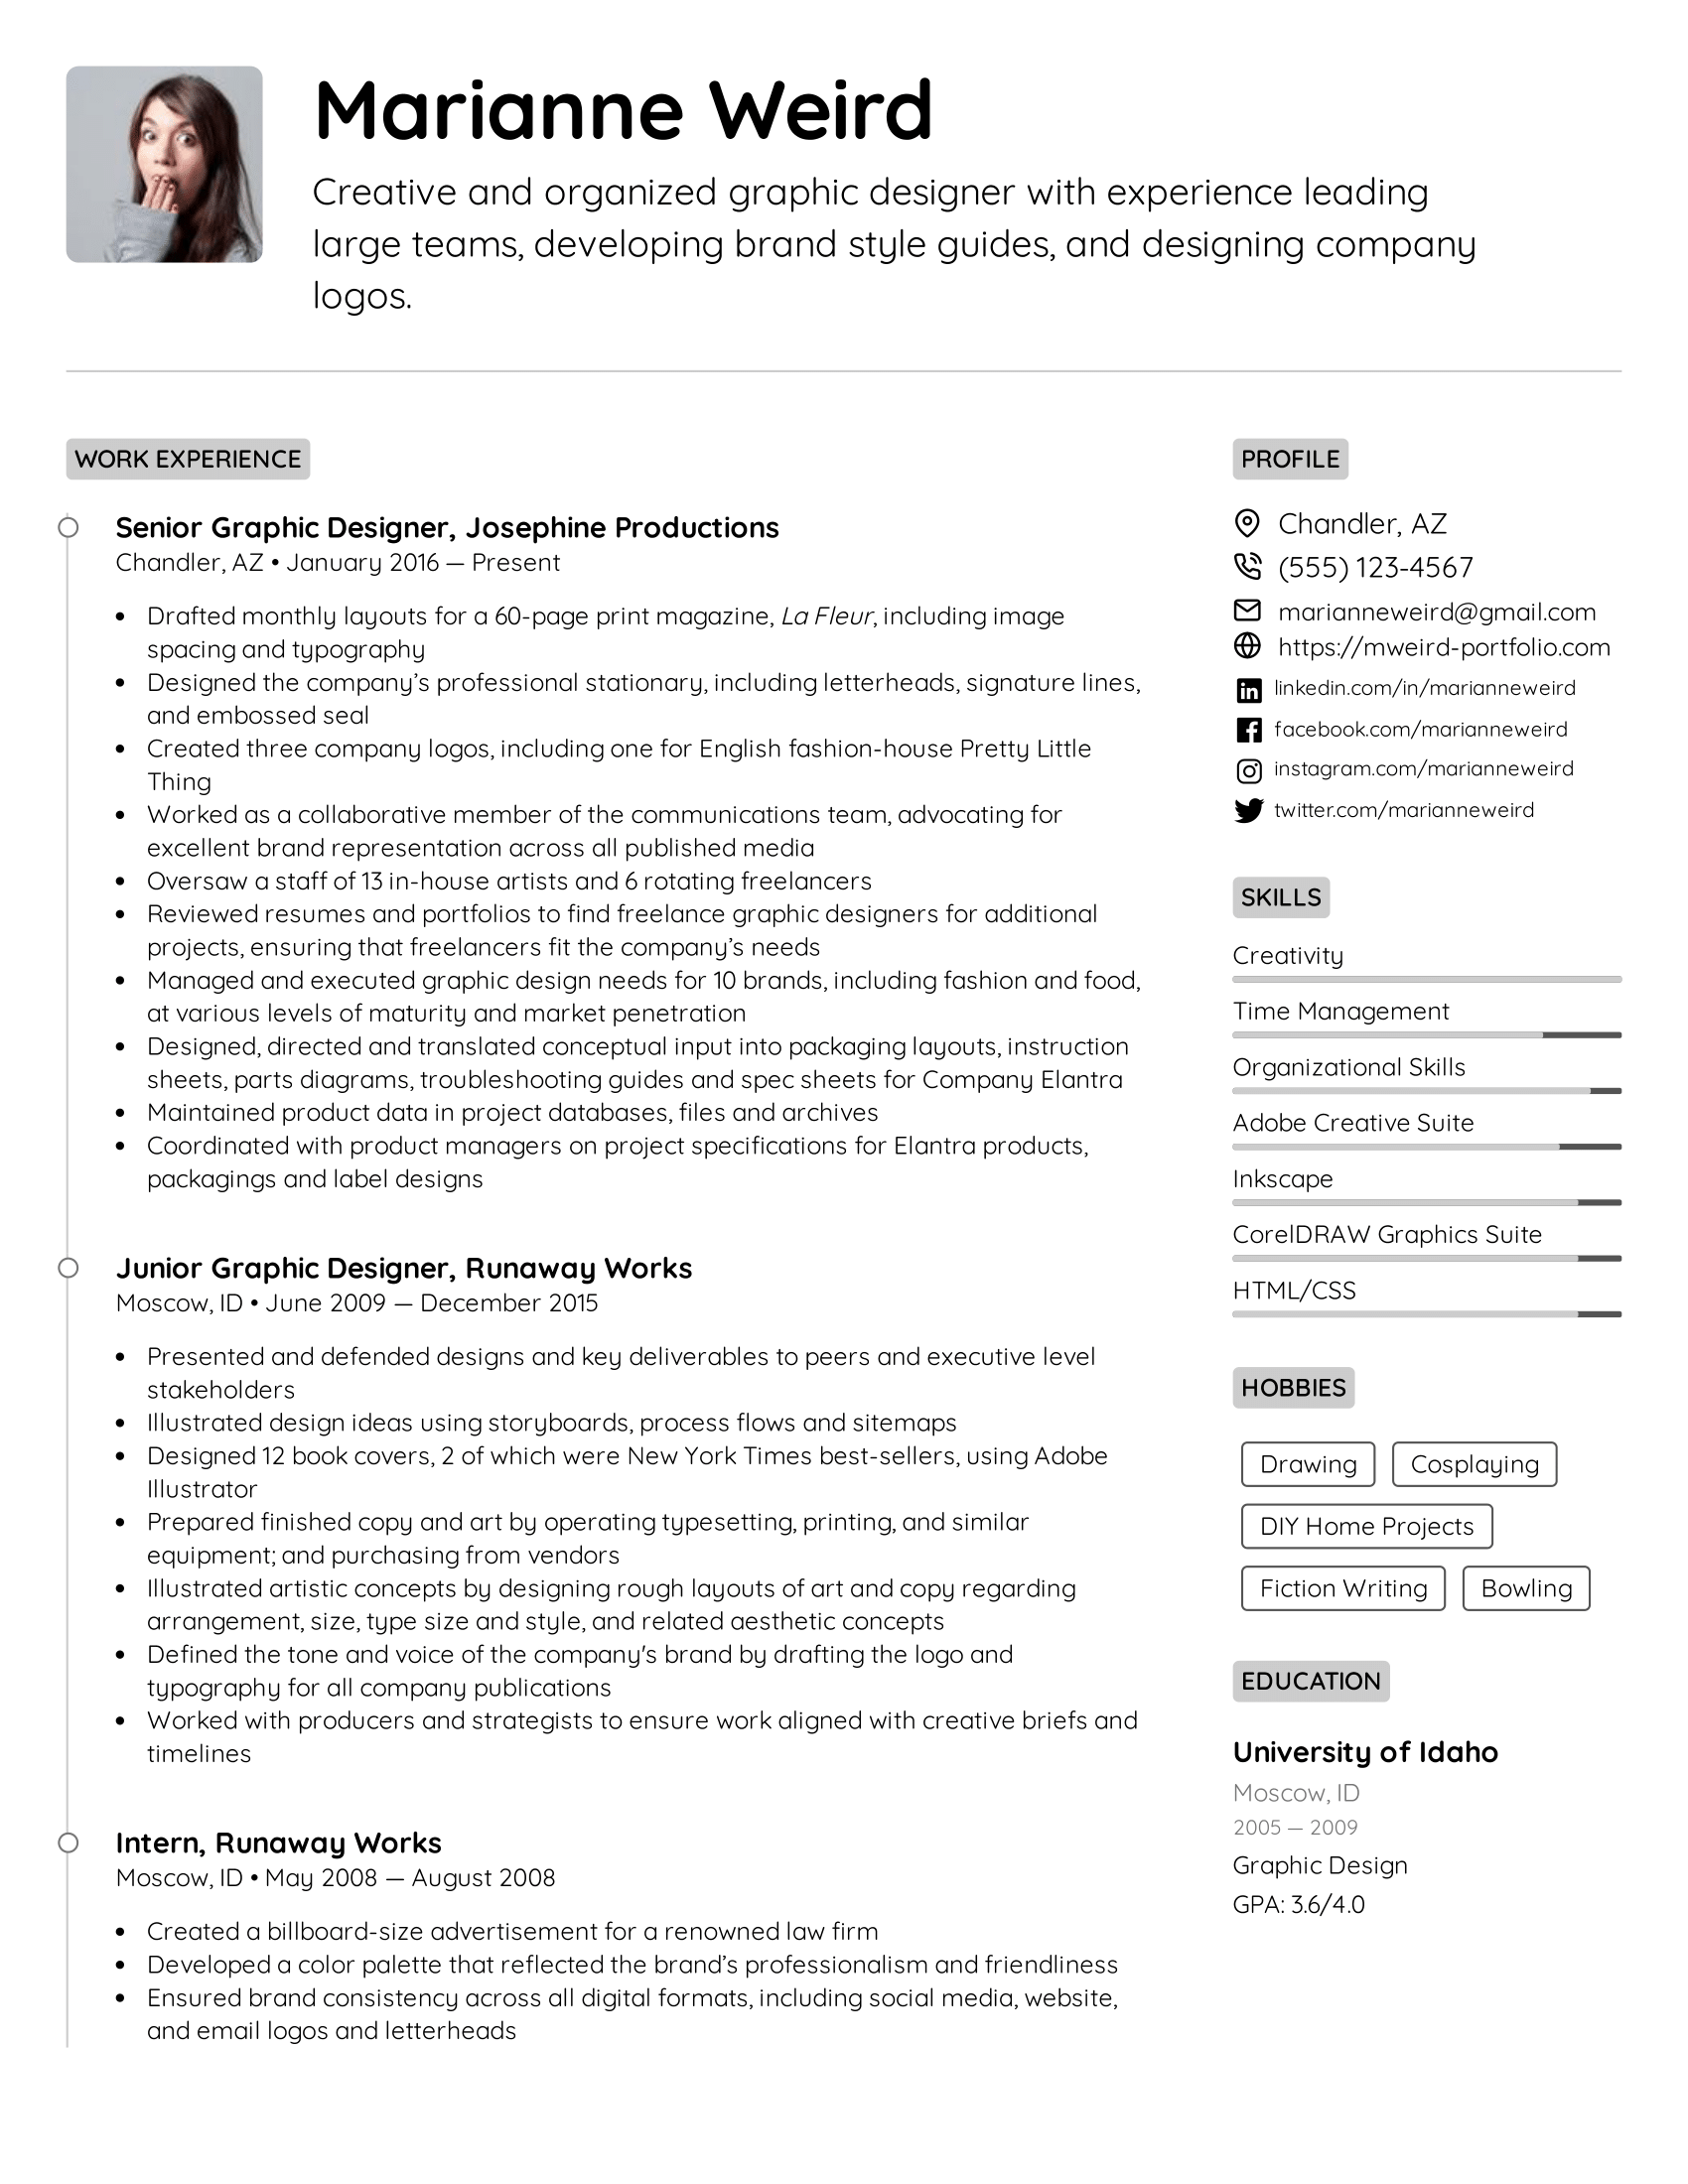 Marianne Weird
Creative and organized graphic designer with experience leading
large teams, developing brand style guides, and designing company
logos.
WORK EXPERIENCE
Senior Graphic Designer, Josephine Productions
Chandler, AZ • January 2016 — Present
• Drafted monthly layouts for a 60-page print magazine, La Fleur, including image
spacing and typography
• Designed the company’s professional stationary, including letterheads, signature lines,
and embossed seal
• Created three company logos, including one for English fashion-house Pretty Little
Thing
• Worked as a collaborative member of the communications team, advocating for
excellent brand representation across all published media
• Oversaw a staff of 13 in-house artists and 6 rotating freelancers
• Reviewed resumes and portfolios to find freelance graphic designers for additional
projects, ensuring that freelancers fit the company’s needs
• Managed and executed graphic design needs for 10 brands, including fashion and food,
at various levels of maturity and market penetration
• Designed, directed and translated conceptual input into packaging layouts, instruction
sheets, parts diagrams, troubleshooting guides and spec sheets for Company Elantra
• Maintained product data in project databases, files and archives
• Coordinated with product managers on project specifications for Elantra products,
packagings and label designs
Junior Graphic Designer, Runaway Works
Moscow, ID • June 2009 — December 2015
• Presented and defended designs and key deliverables to peers and executive level
stakeholders
• Illustrated design ideas using storyboards, process flows and sitemaps
• Designed 12 book covers, 2 of which were New York Times best-sellers, using Adobe
Illustrator
• Prepared finished copy and art by operating typesetting, printing, and similar
equipment; and purchasing from vendors
• Illustrated artistic concepts by designing rough layouts of art and copy regarding
arrangement, size, type size and style, and related aesthetic concepts
• Defined the tone and voice of the company's brand by drafting the logo and
typography for all company publications
• Worked with producers and strategists to ensure work aligned with creative briefs and
timelines
Intern, Runaway Works
Moscow, ID • May 2008 — August 2008
• Created a billboard-size advertisement for a renowned law firm
• Developed a color palette that reflected the brand’s professionalism and friendliness
• Ensured brand consistency across all digital formats, including social media, website,
and email logos and letterheads
PROFILE
Chandler, AZ
(555) 123-4567
marianneweird@gmail.com
https://mweird-portfolio.com
linkedin.com/in/marianneweird
facebook.com/marianneweird
instagram.com/marianneweird
twitter.com/marianneweird
SKILLS
Creativity
Time Management
Organizational Skills
Adobe Creative Suite
Inkscape
CorelDRAW Graphics Suite
HTML/CSS
HOBBIES
Drawing Cosplaying
DIY Home Projects
Fiction Writing Bowling
EDUCATION
University of Idaho
Moscow, ID
2005 — 2009
Graphic Design
GPA: 3.6/4.0